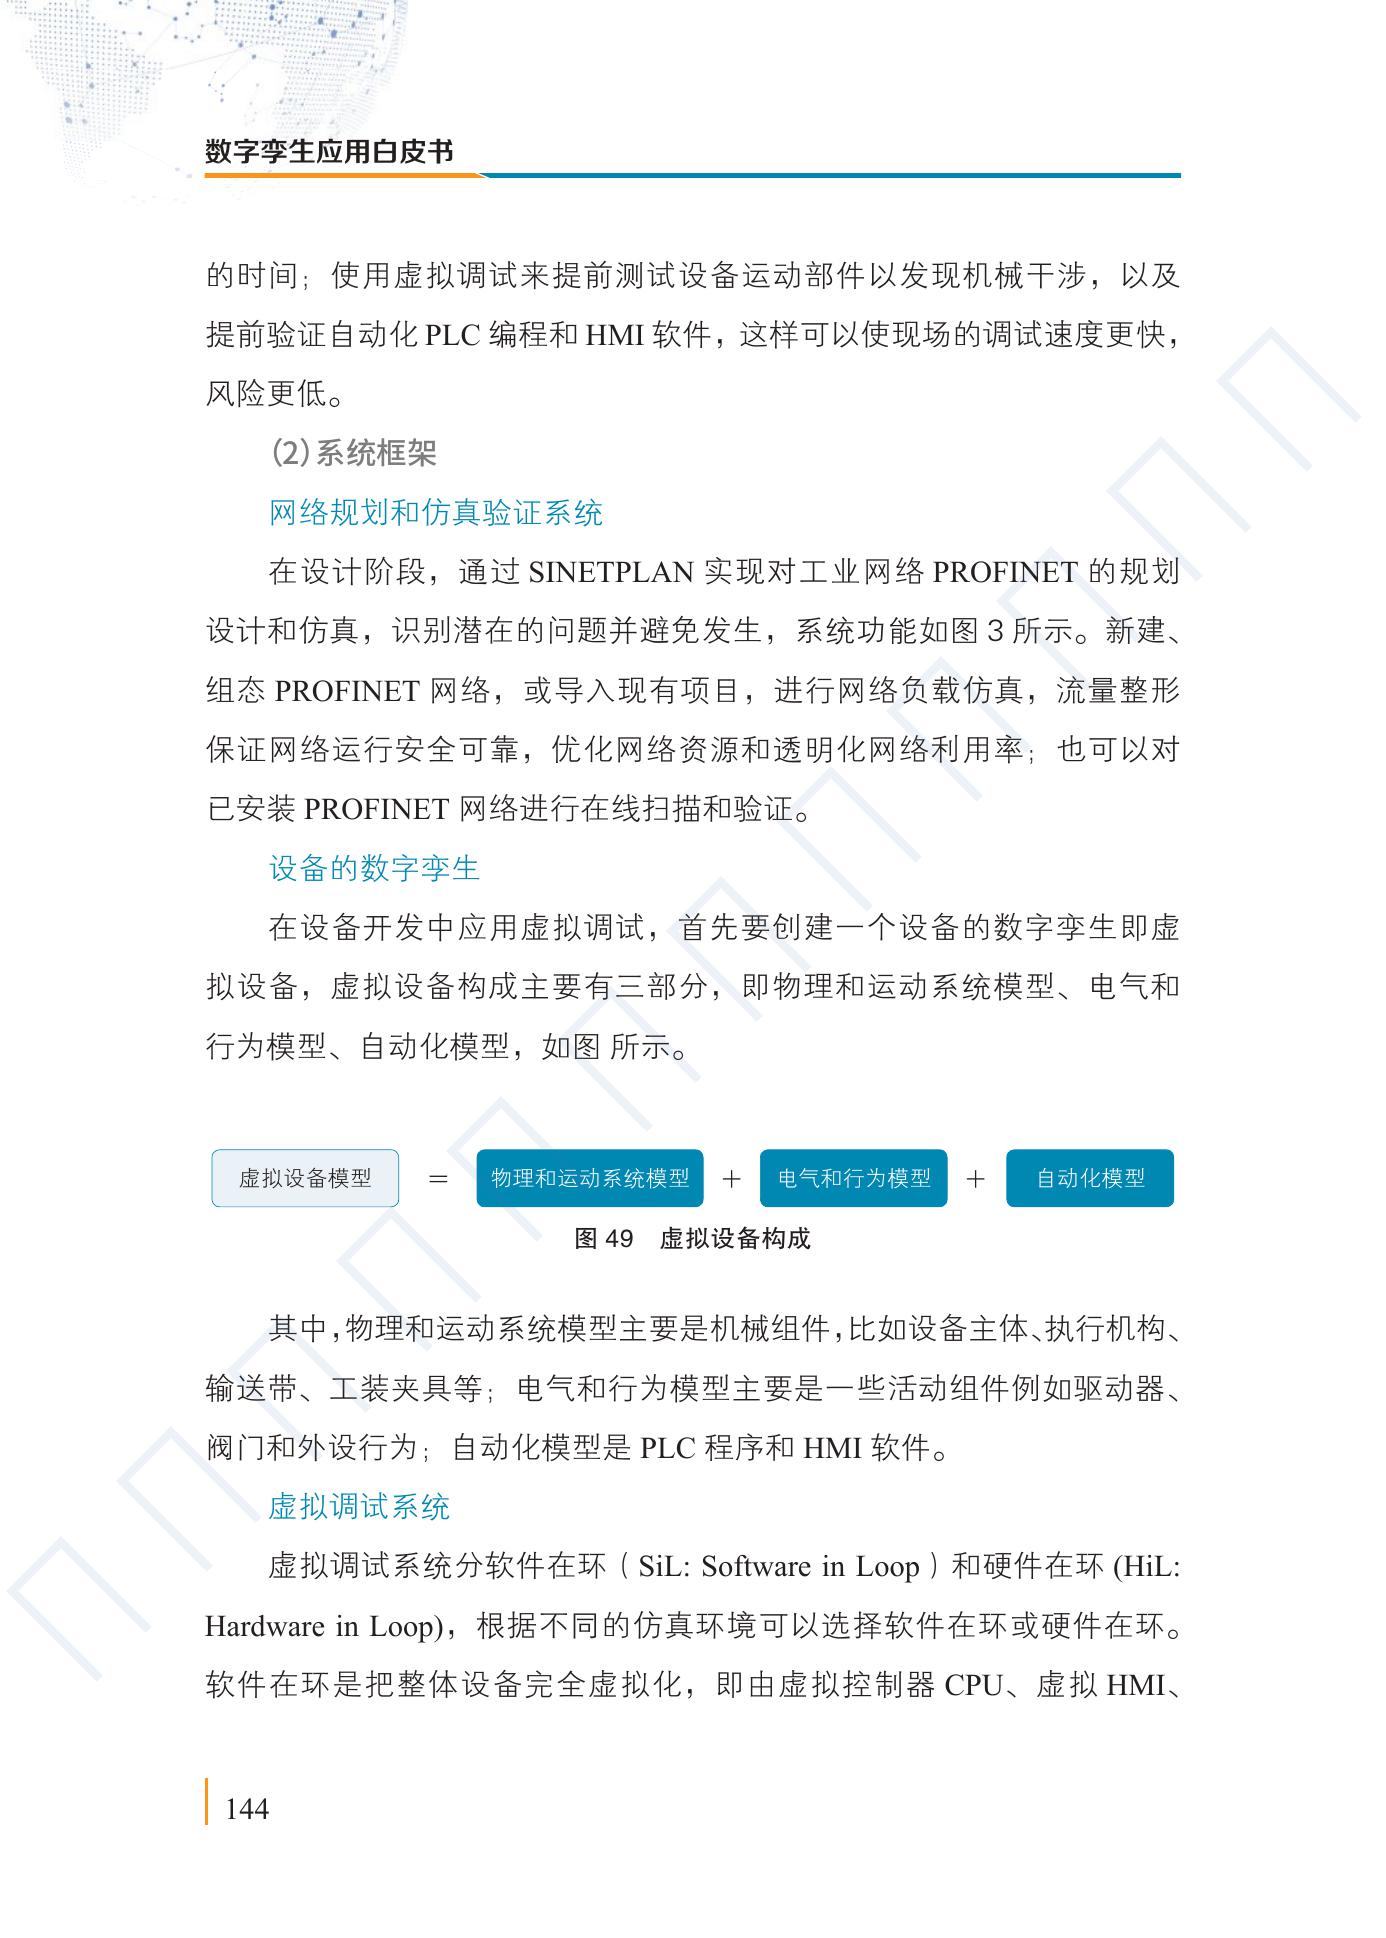 数字孪生应用白皮书
的时间；使用虚拟调试来提前测试设备运动部件以发现机械干涉，以及
提前验证自动化 PLC 编程和 HMI 软件，这样可以使现场的调试速度更快，
风险更低。
（2）系统框架
网络规划和仿真验证系统
在设计阶段，通过 SINETPLAN 实现对工业网络 PROFINET 的规划
设计和仿真，识别潜在的问题并避免发生，系统功能如图 3 所示。新建、
组态 PROFINET 网络，或导入现有项目，进行网络负载仿真，流量整形
保证网络运行安全可靠，优化网络资源和透明化网络利用率；也可以对
已安装 PROFINET 网络进行在线扫描和验证。
设备的数字孪生
在设备开发中应用虚拟调试，首先要创建一个设备的数字孪生即虚
拟设备，虚拟设备构成主要有三部分，即物理和运动系统模型、电气和
行为模型、自动化模型，如图 所示。
虚拟设备模型 = 物理和运动系统模型 + 电气和行为模型 + 自动化模型
图 49 虚拟设备构成
其中，物理和运动系统模型主要是机械组件，比如设备主体、执行机构、
输送带、工装夹具等；电气和行为模型主要是一些活动组件例如驱动器、
阀门和外设行为；自动化模型是 PLC 程序和 HMI 软件。
虚拟调试系统
虚拟调试系统分软件在环（SiL: Software in Loop）和硬件在环 (HiL:
Hardware in Loop)，根据不同的仿真环境可以选择软件在环或硬件在环。
软件在环是把整体设备完全虚拟化，即由虚拟控制器 CPU、虚拟 HMI、
144